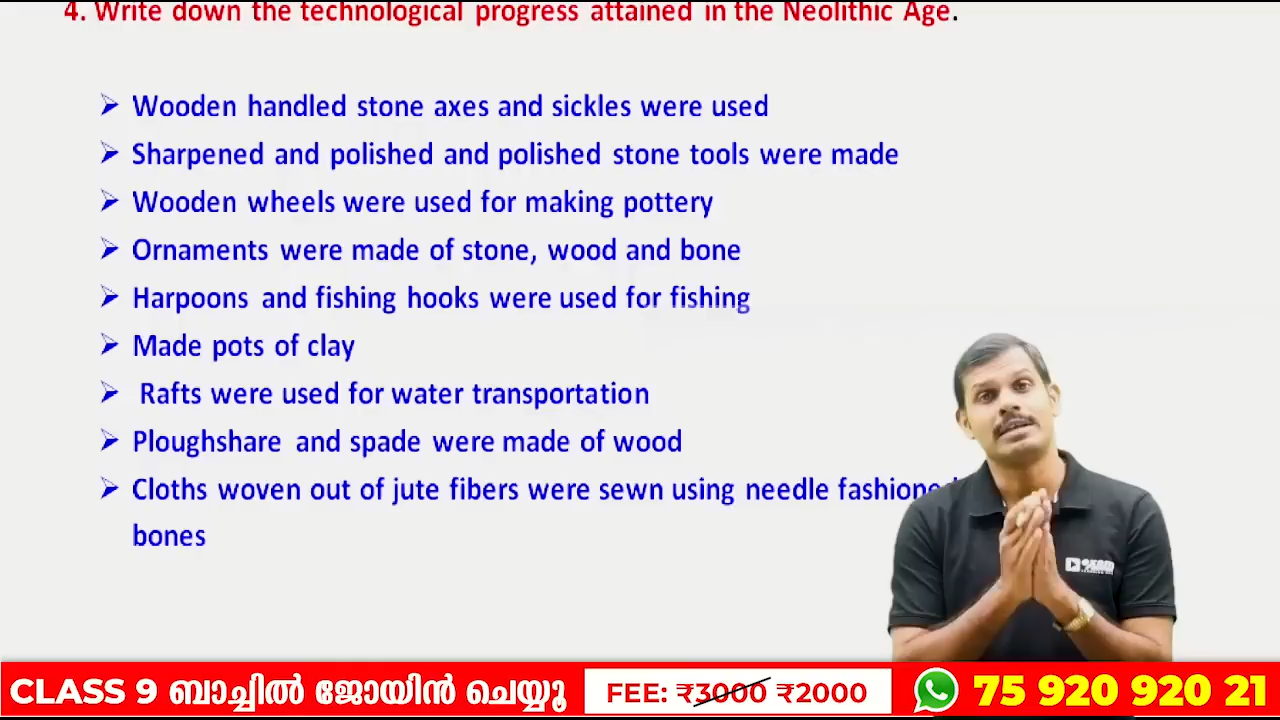 4. Write down the technological progress attained in the Neolithic Age.
➢ Wooden handled stone axes and sickles were used
➢ Sharpened and polished and polished stone tools were made
➢ Wooden wheels were used for making pottery
➢ Ornaments were made of stone, wood and bone
➢ Harpoons and fishing hooks were used for fishing
➢ Made pots of clay
➢ Rafts were used for water transportation
➢ Ploughshare and spade were made of wood
➢ Cloths woven out of jute fibers were sewn using needle fashioned
bones
CLASS 9 ബാച്ചിൽ ജോയിൻ ചെയ്യൂ
FEE: ₹3000 ₹2000
75 920 920 21